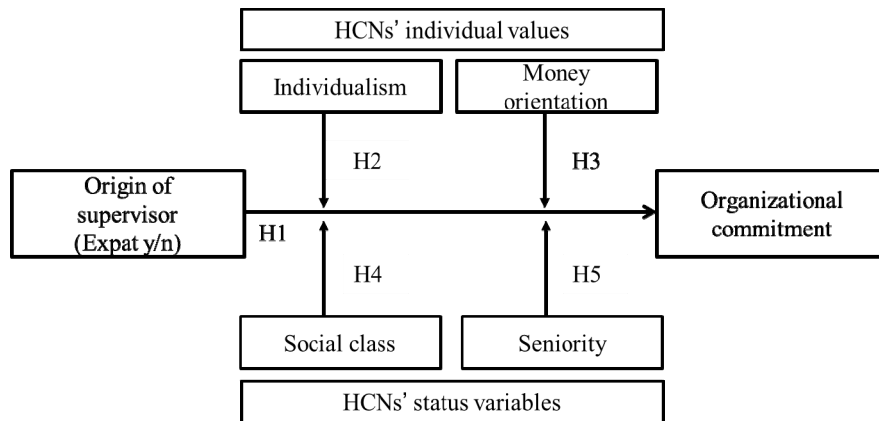 HCNs’ individual values
Individualism
Money
orientation
H2
H3
Origin of
supervisor
(Expat y/n)
Organizational
commitment
H1
H4
H5
Social class
Seniority
HCNs’ status variables